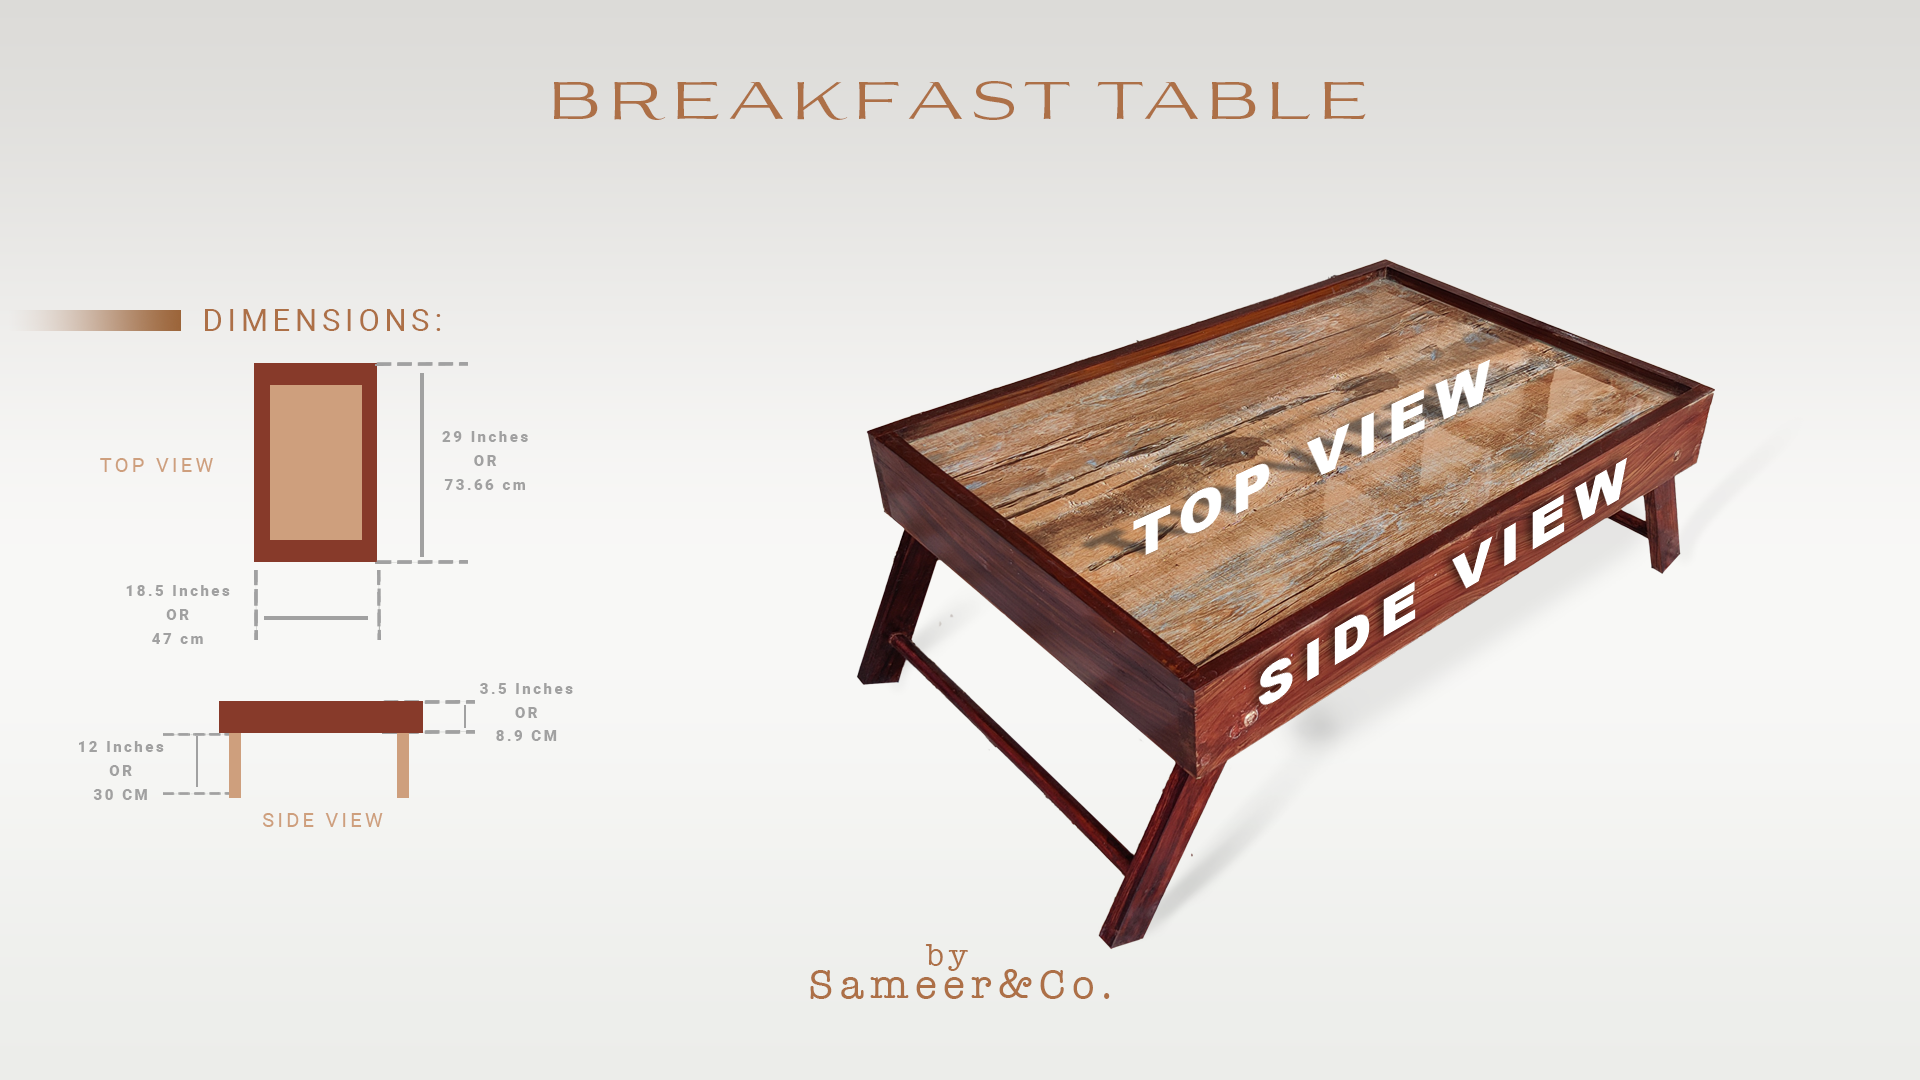 BREAKFAST TABLE
DIMENSIONS:
TOP VIEW
29 Inches
OR
73.66 cm
18.5 Inches
OR
47 cm
3.5 Inches
OR
8.9 CM
12 Inches
OR
30 CM
SIDE VIEW
TOP VIEW
SIDE VIEW
by
Sameer&Co.